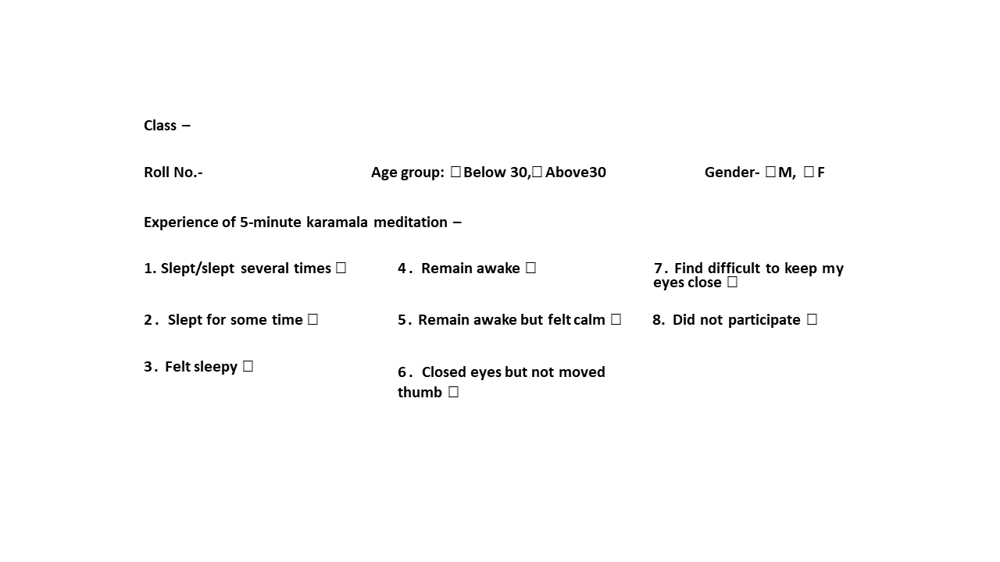 Class –
Roll No.- Age group: ☐Below 30,☐Above30 Gender- ☐M, ☐F
Experience of 5-minute karamala meditation –
1. Slept/slept several times ☐
2. Slept for some time ☐
3. Felt sleepy ☐
4. Remain awake ☐
5. Remain awake but felt calm ☐
6. Closed eyes but not moved
thumb ☐
7. Find difficult to keep my
eyes close ☐
8. Did not participate ☐